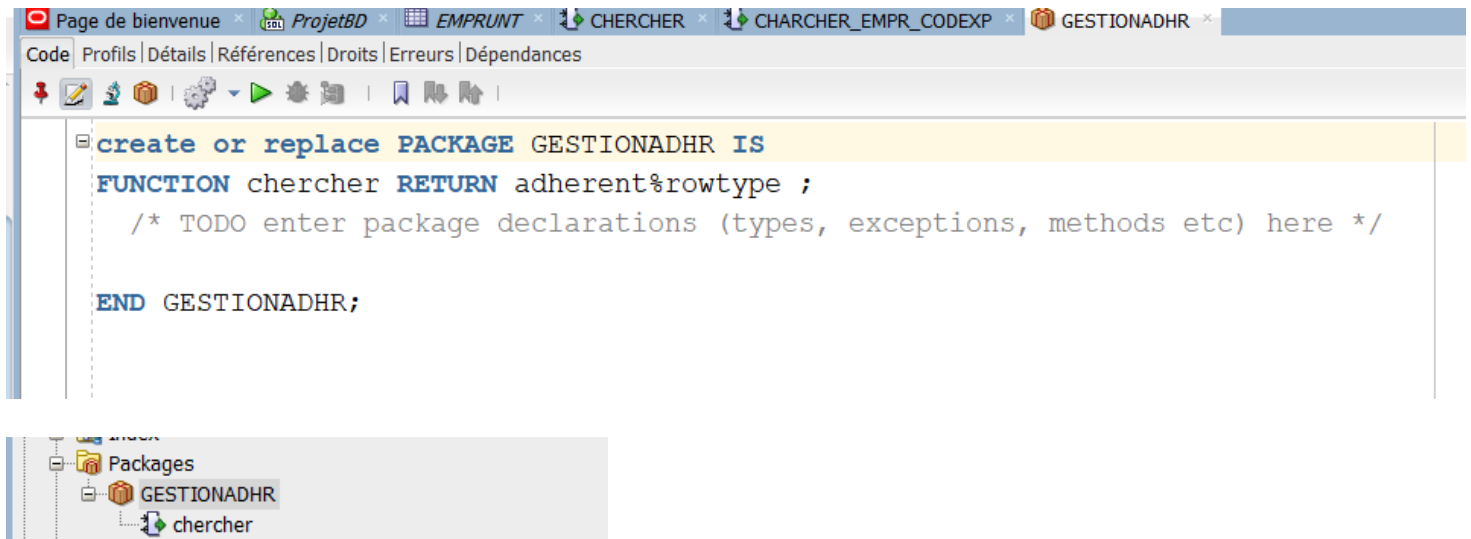 Page de bienvenue ProjetBD EMPRUNT CHERCHER CHARCHER_EMPR_CODEXP GESTIONADHR
Code Profils Détails Références Droits Erreurs Dépendances
create or replace PACKAGE GESTIONADHR IS
FUNCTION chercher RETURN adherent%rowtype ;
/* TODO enter package declarations (types, exceptions, methods etc) here */
END GESTIONADHR;
Packages
GESTIONADHR
chercher